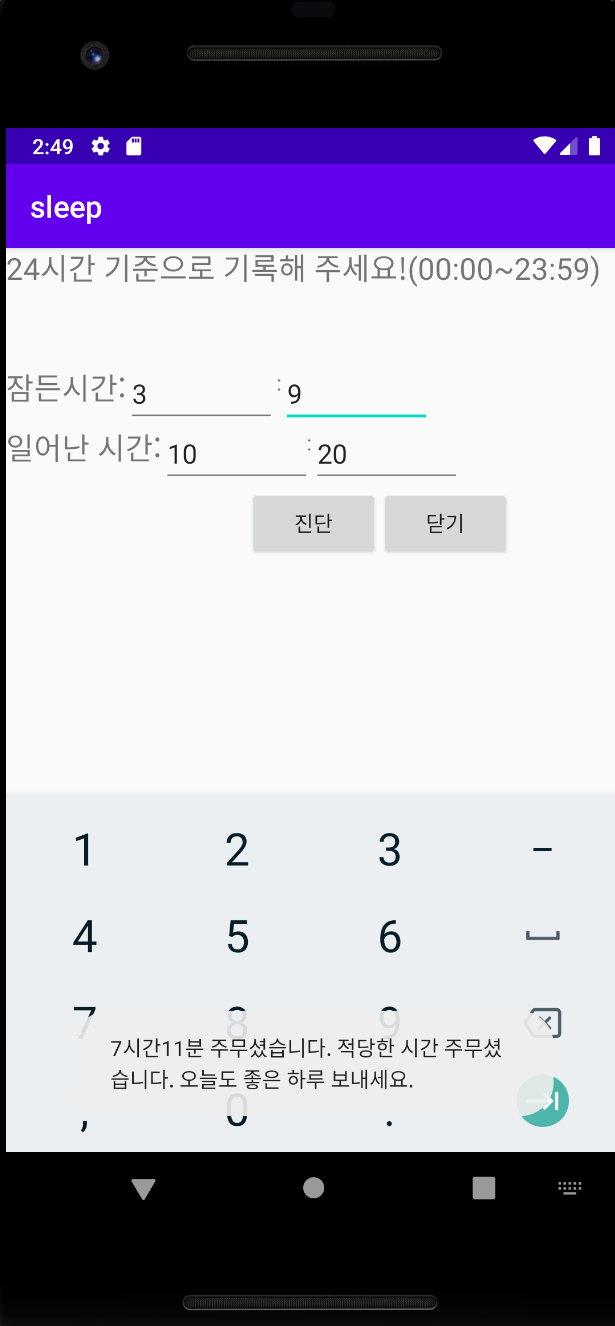 2:49
sleep
24시간 기준으로 기록해 주세요!(00:00~23:59)
잠든시간: 3 : 9
일어난 시간: 10 : 20
진단 닫기
1 2 3 –
4 5 6
7 8 9
7시간11분 주무셨습니다. 적당한 시간 주무셨
습니다. 오늘도 좋은 하루 보내세요.
, 0 .